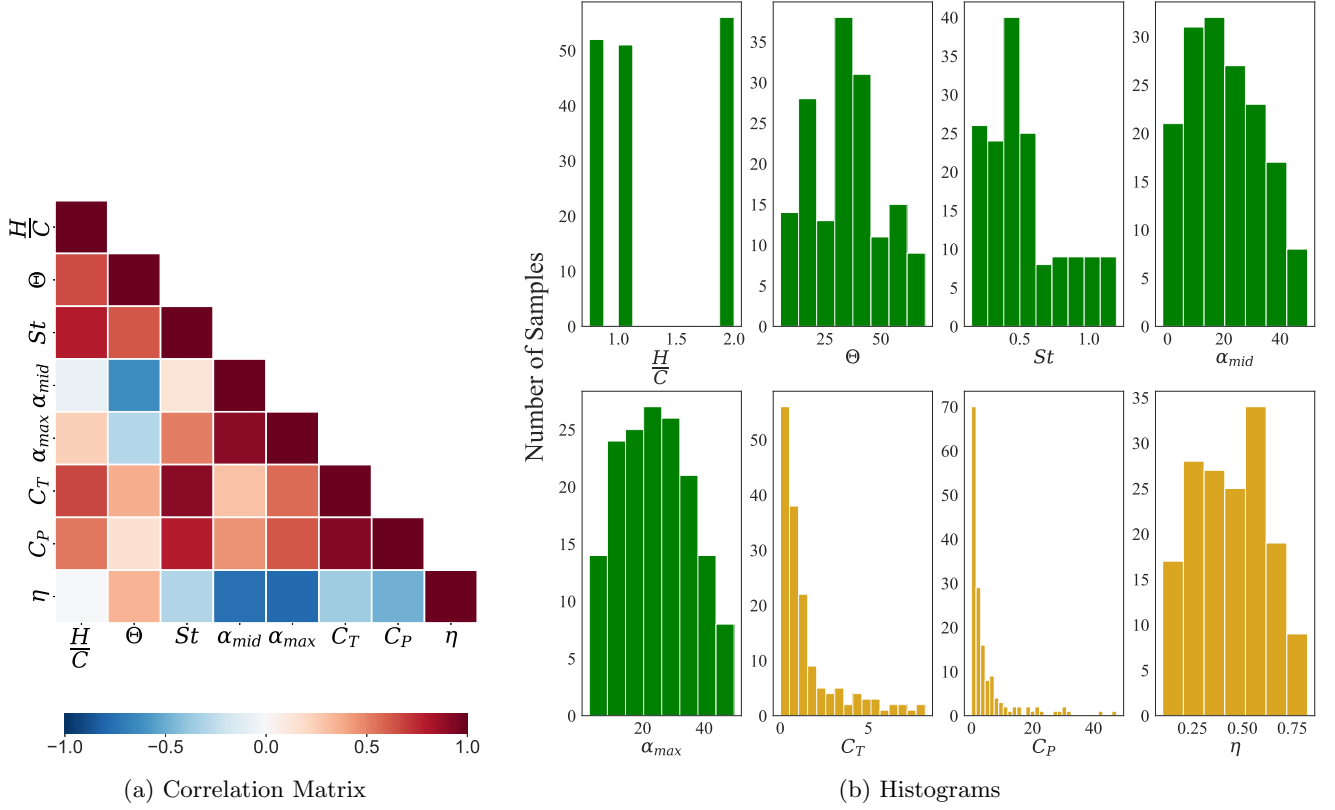 H/C
Θ
St
α_mid
α_max
C_T
C_P
η
H/C Θ St α_mid α_max C_T C_P η
−1.0 −0.5 0.0 0.5 1.0
(a) Correlation Matrix
Number of Samples
50
40
30
20
10
0
1.0 1.5 2.0
H/C
35
30
25
20
15
10
5
0
25 50
Θ
40
35
30
25
20
15
10
5
0
0.5 1.0
St
30
25
20
15
10
5
0
0 20 40
α_mid
25
20
15
10
5
0
20 40
α_max
50
40
30
20
10
0
0 5
C_T
70
60
50
40
30
20
10
0
0 20 40
C_P
35
30
25
20
15
10
5
0
0.25 0.50 0.75
η
(b) Histograms